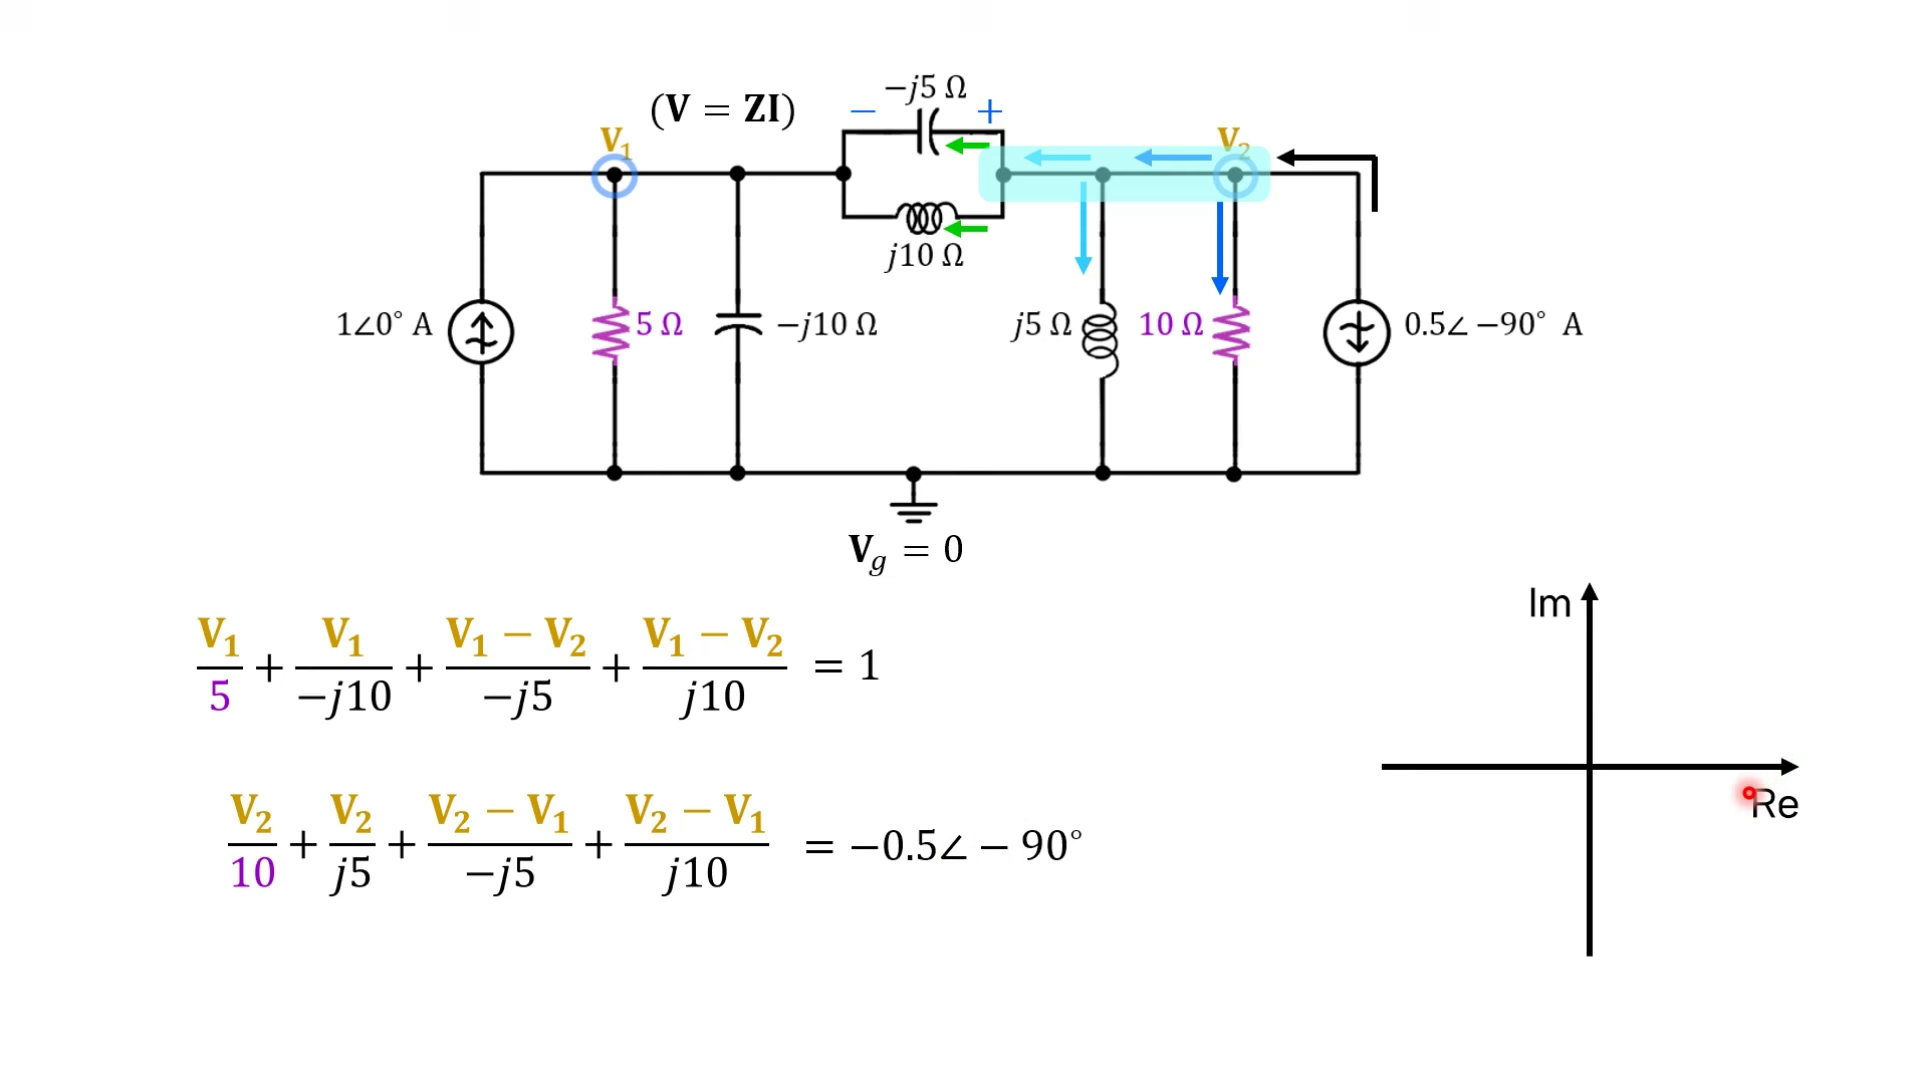 −j5 Ω
(V = ZI) − +
V₁ V₂
j10 Ω
1∠0° A 5 Ω −j10 Ω j5 Ω 10 Ω 0.5∠−90° A
V_g = 0
Im
V₁/5 + V₁/−j10 + V₁ − V₂/−j5 + V₁ − V₂/j10 = 1
Re
V₂/10 + V₂/j5 + V₂ − V₁/−j5 + V₂ − V₁/j10 = −0.5∠ − 90°